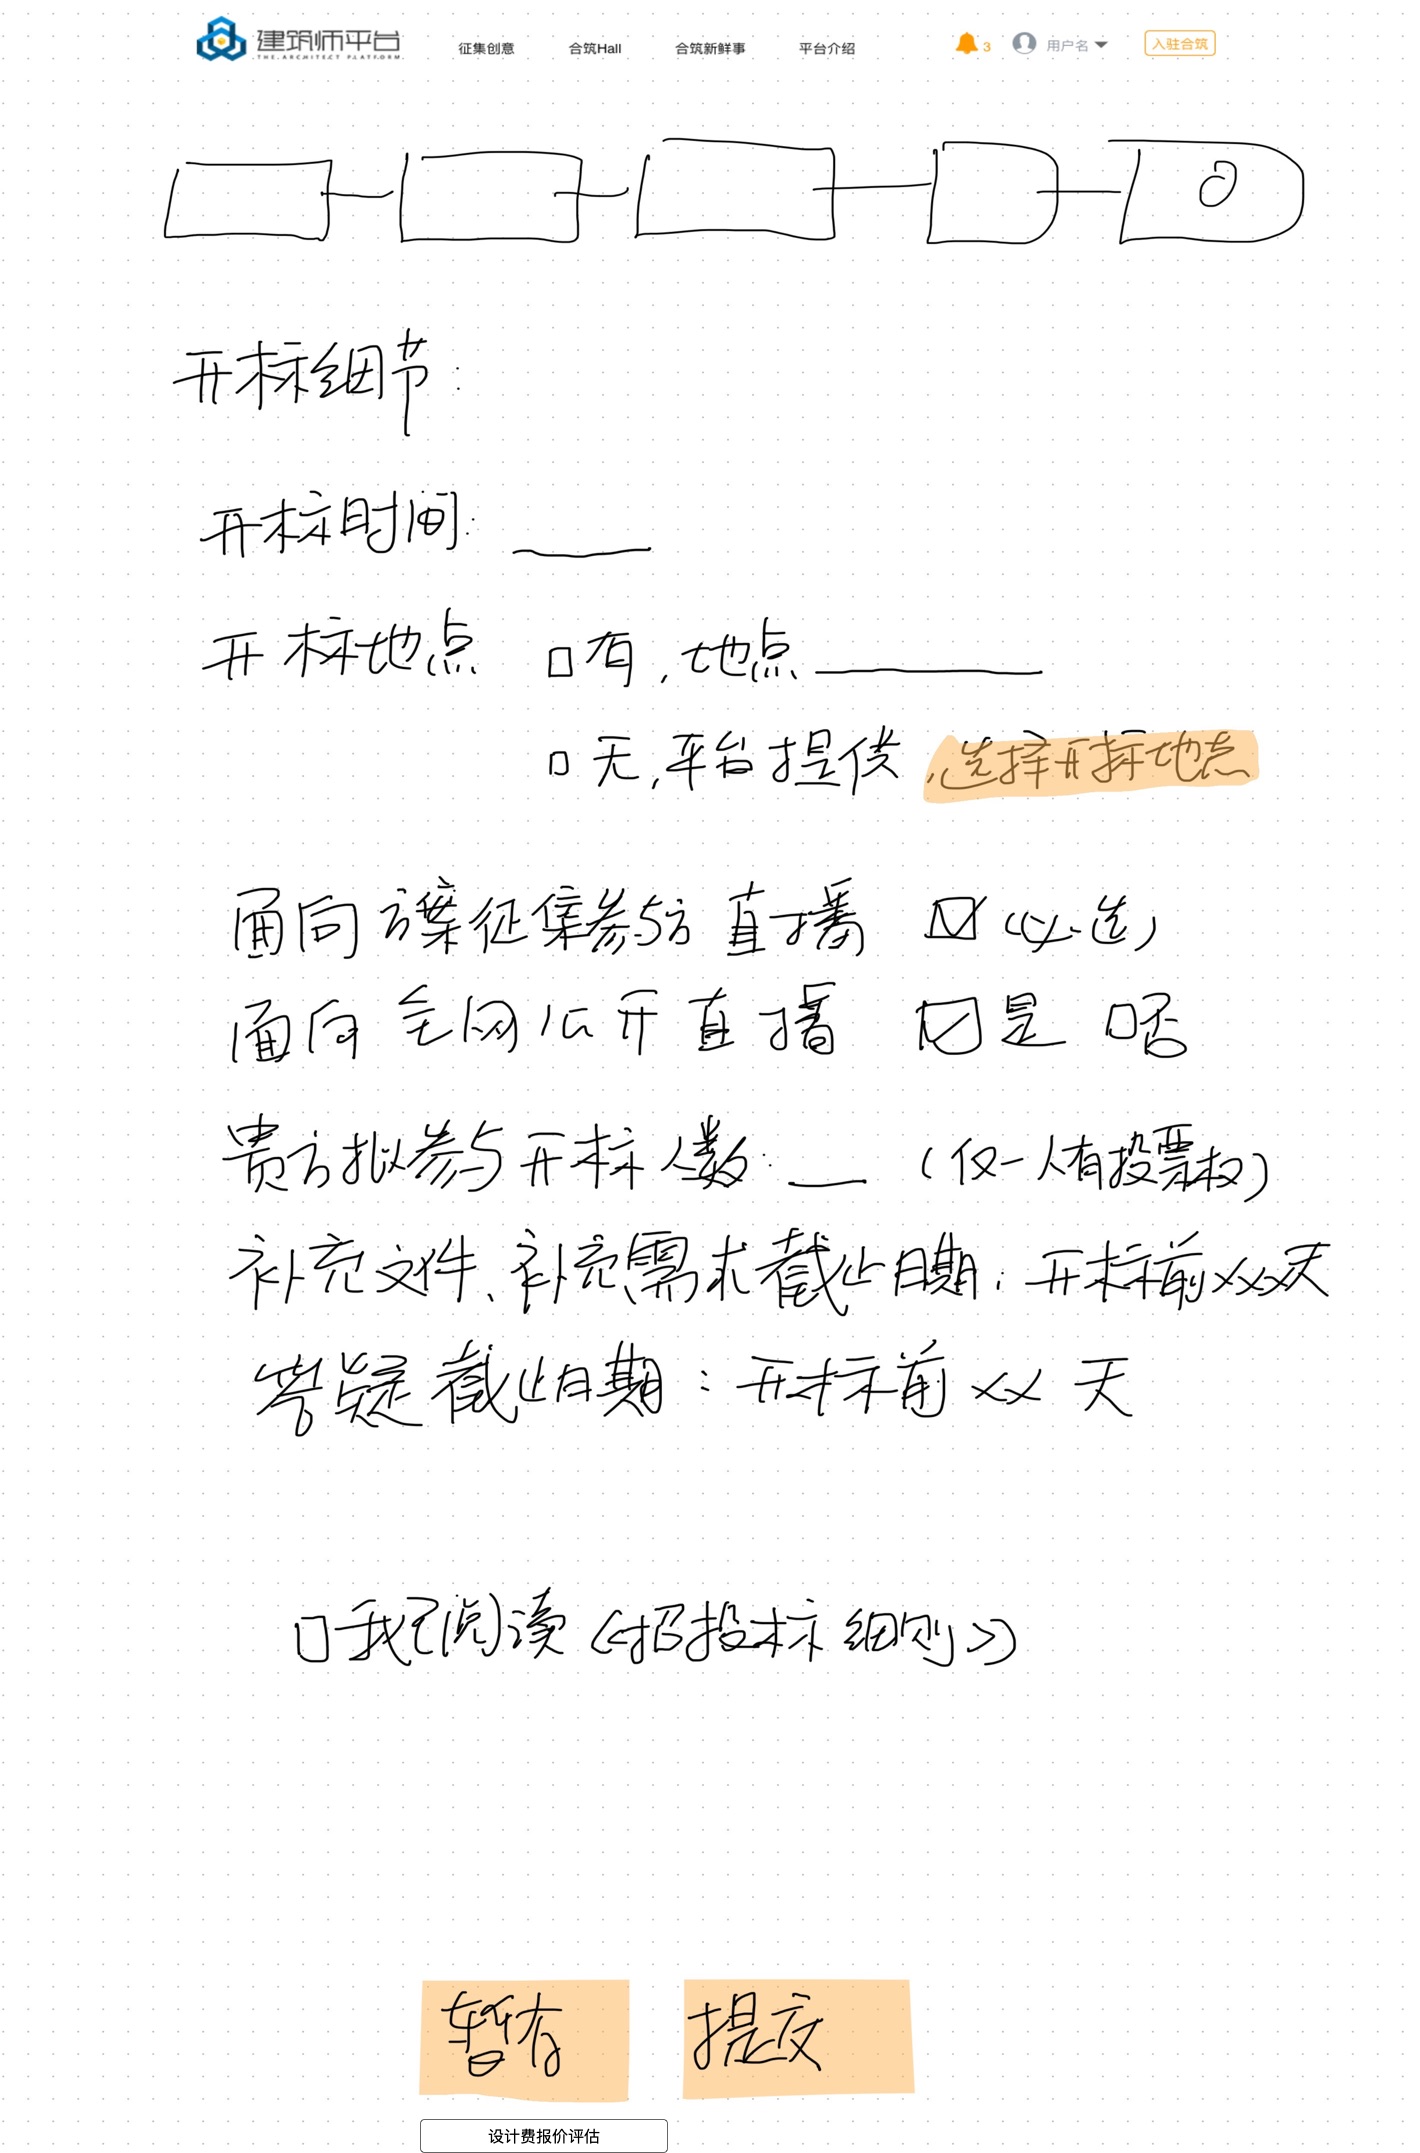 建筑师平台
THE ARCHITECT PLATFORM
征集创意 合筑Hall 合筑新鲜事 平台介绍 3 用户名 入驻合筑
开标细节:
开标时间:
开标地点 有,地点
无,平台提供,选择开标地点
面向方案征集参与方直播 (必选)
面向全网公开直播 是 否
贵方拟参与开标人数: (仅一人有投票权)
补充文件、补充需求截止日期:开标前xxx天
答疑截止日期:开标前xx天
我已阅读《招投标细则》
暂存 提交
设计费报价评估